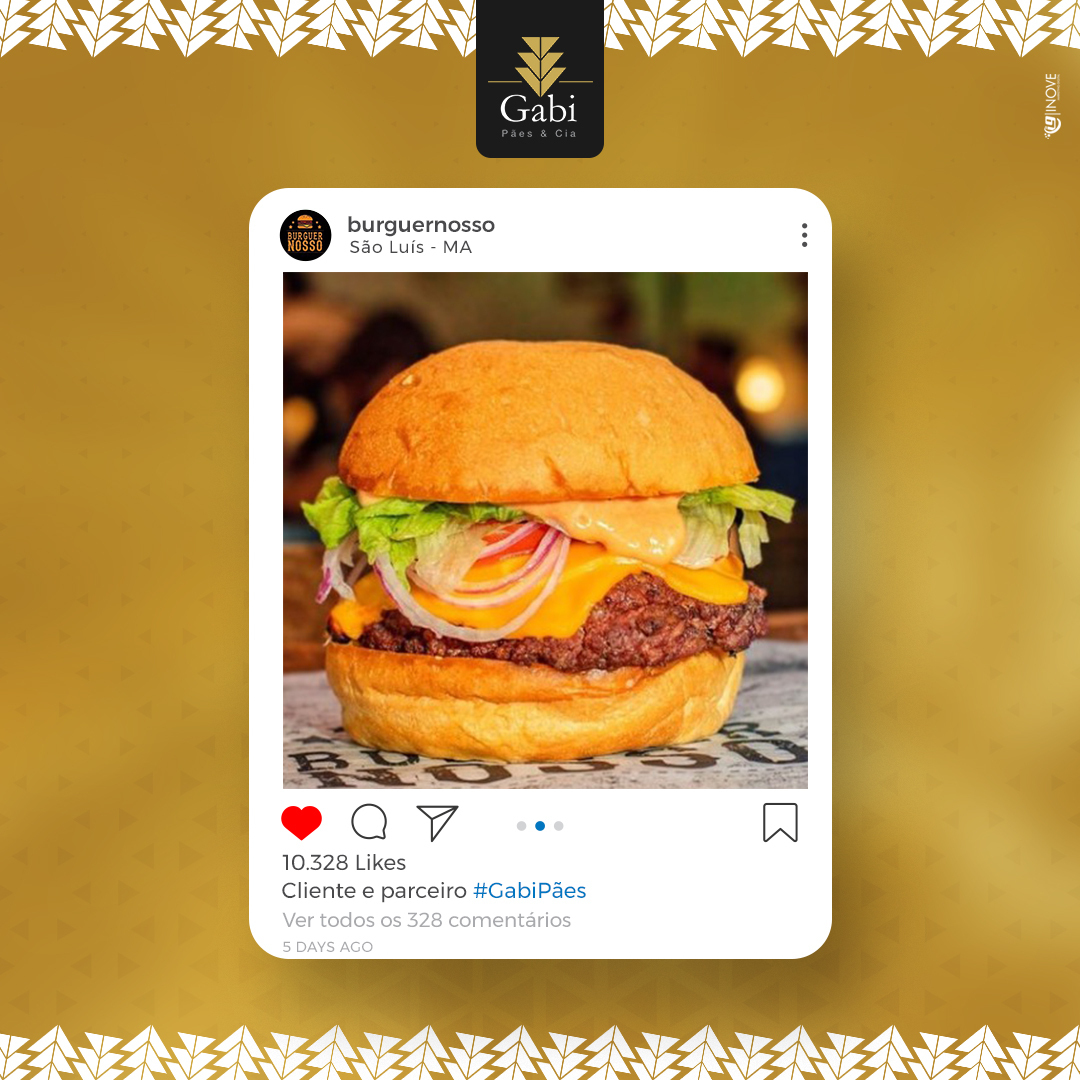 Gabi
Pães & Cia
INOVE
BURGUER
NOSSO
burguernosso
São Luís - MA
NOSSO
10.328 Likes
Cliente e parceiro #GabiPães
Ver todos os 328 comentários
5 DAYS AGO